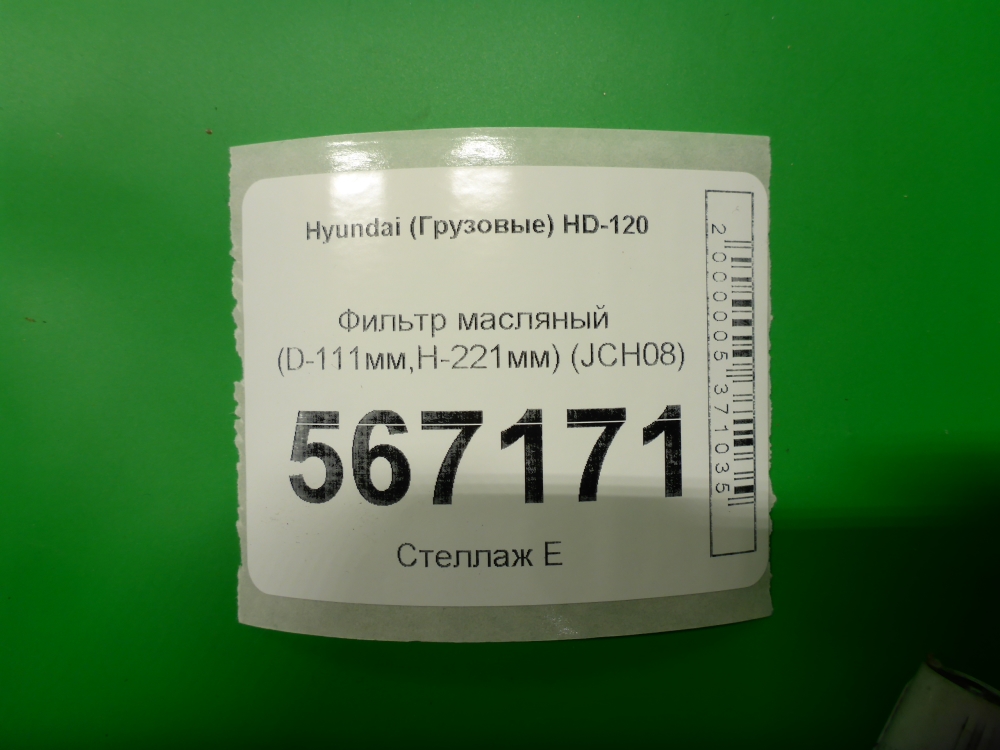 Hyundai (Грузовые) HD-120
Фильтр масляный
(D-111мм,H-221мм) (JCH08)
567171
Стеллаж Е
2000005371035